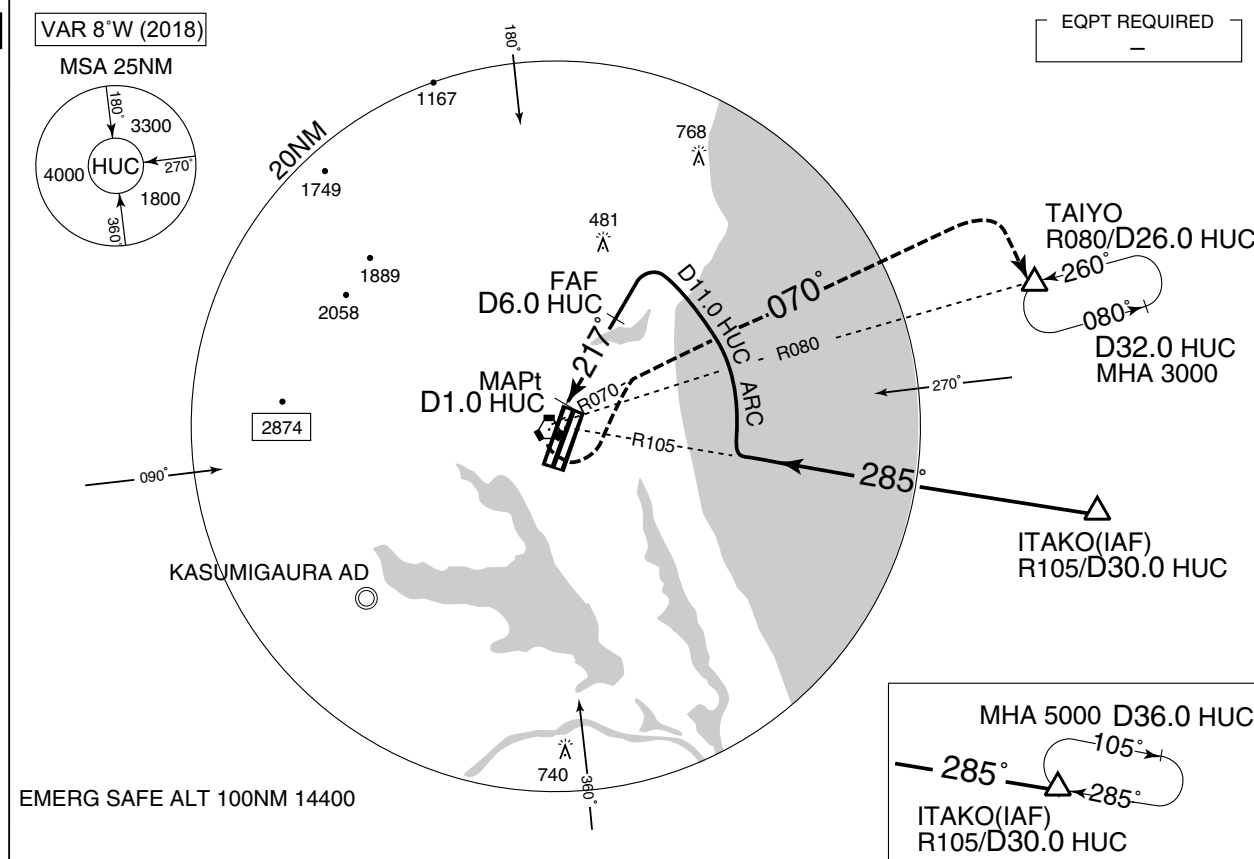 VAR 8°W (2018)
MSA 25NM
180°
3300
HUC
270°
4000
1800
360°
EQPT REQUIRED
–
180°
1167
20NM
1749
768
481
1889
2058
FAF
D6.0 HUC
217°
D11.0 HUC
ARC
070°
TAIYO
R080/D26.0 HUC
260°
080°
D32.0 HUC
MHA 3000
R080
MAPt
D1.0 HUC
R070
270°
2874
R105
285°
090°
ITAKO(IAF)
R105/D30.0 HUC
KASUMIGAURA AD
740
360°
EMERG SAFE ALT 100NM 14400
MHA 5000 D36.0 HUC
105°
285°
285°
ITAKO(IAF)
R105/D30.0 HUC